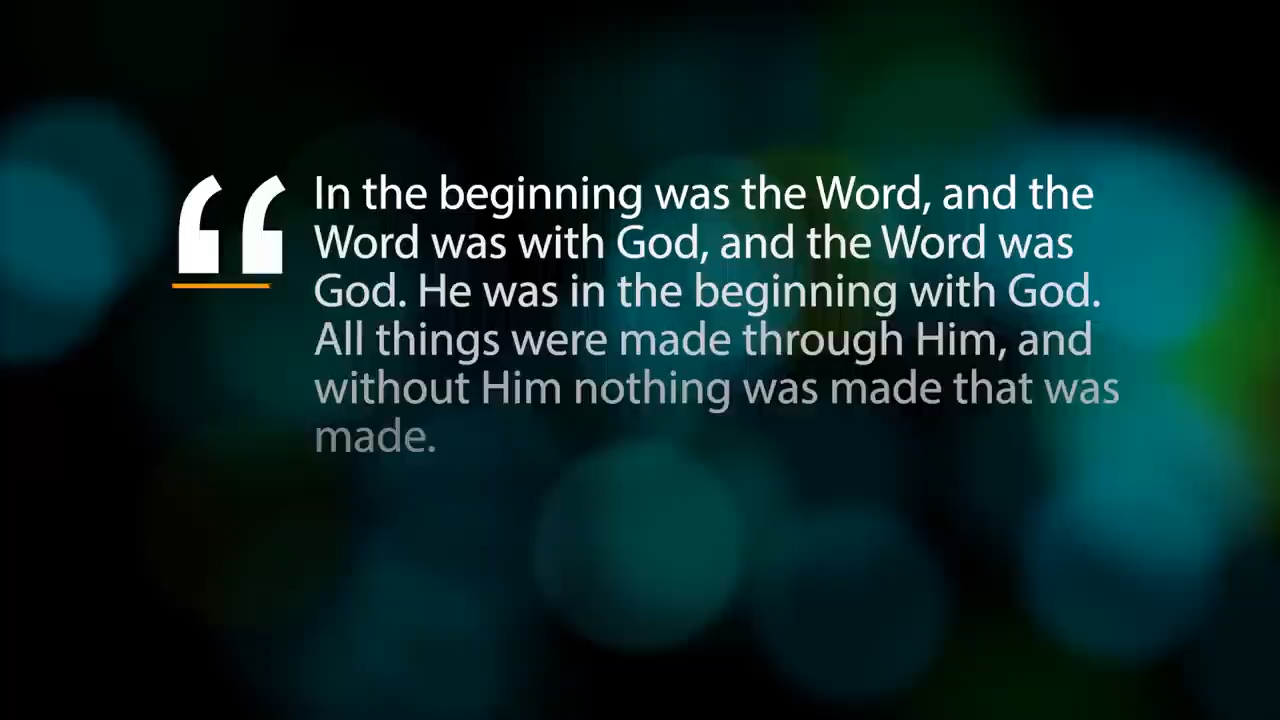 In the beginning was the Word, and the
Word was with God, and the Word was
God. He was in the beginning with God.
All things were made through Him, and
without Him nothing was made that was
made.